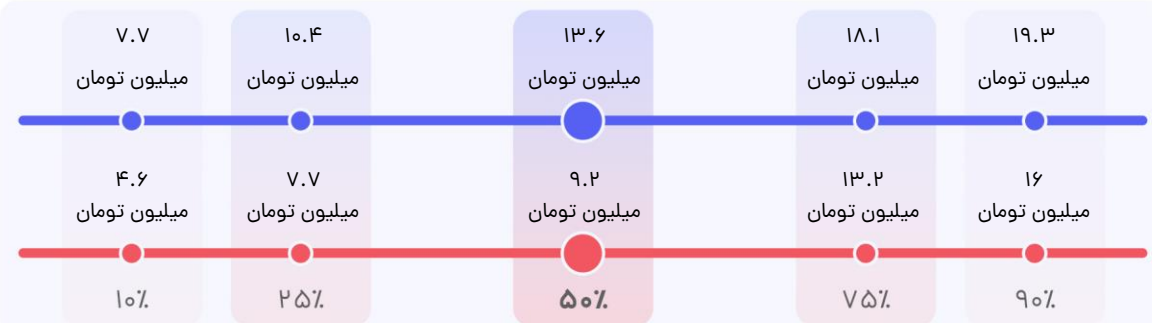 ۷.۷ ۱۰.۴ ۱۳.۶ ۱۸.۱ ۱۹.۳
میلیون تومان میلیون تومان میلیون تومان میلیون تومان میلیون تومان
۴.۶ ۷.۷ ۹.۲ ۱۳.۲ ۱۶
میلیون تومان میلیون تومان میلیون تومان میلیون تومان میلیون تومان
۱۰٪ ۲۵٪ ۵۰٪ ۷۵٪ ۹۰٪